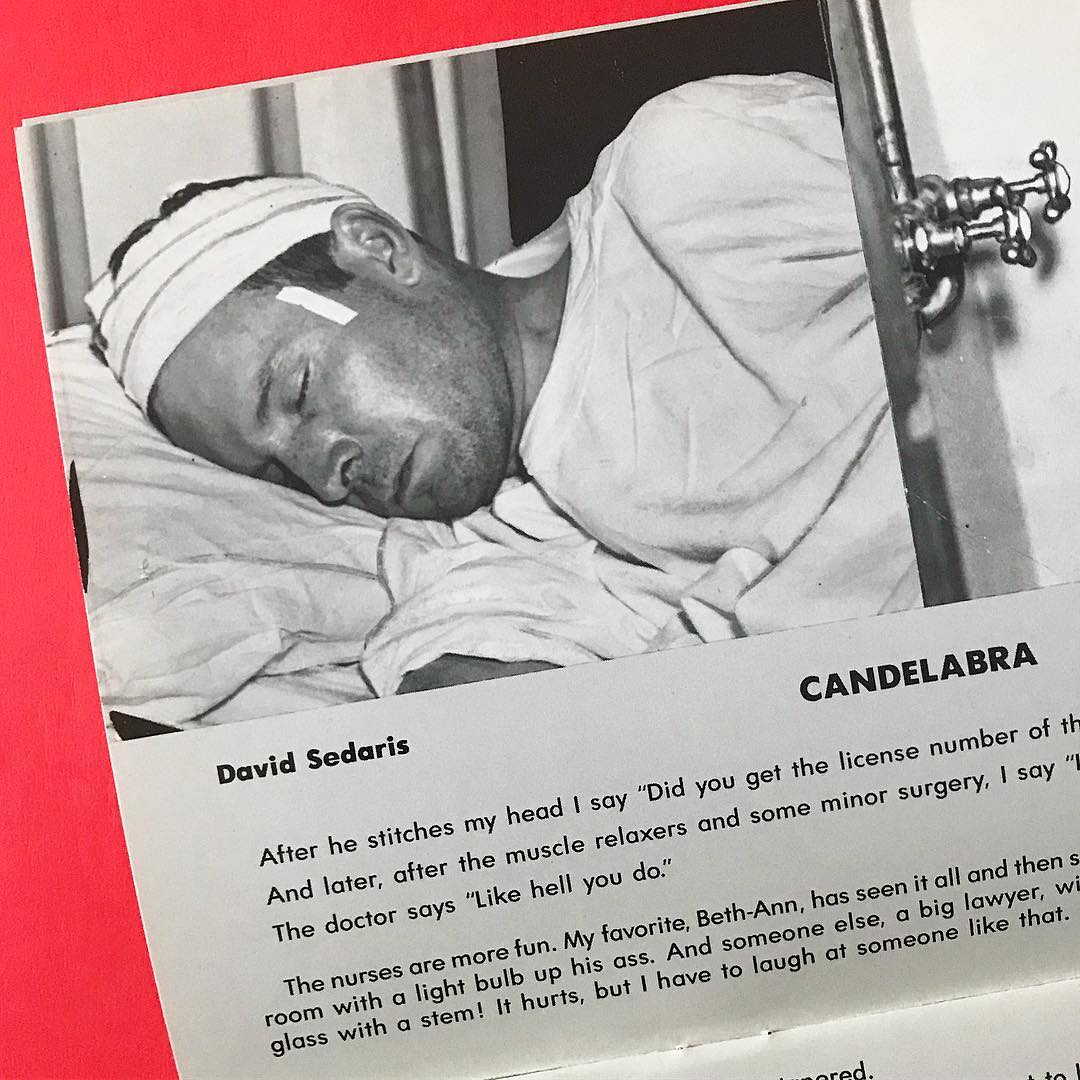 CANDELABRA
David Sedaris
After he stitches my head I say “Did you get the license number of
And later, after the muscle relaxers and some minor surgery, I say
The doctor says “Like hell you do.”
The nurses are more fun. My favorite, Beth-Ann, has seen it all and then
room with a light bulb up his ass. And someone else, a big lawyer,
glass with a stem! It hurts, but I have to laugh at someone like that.
to